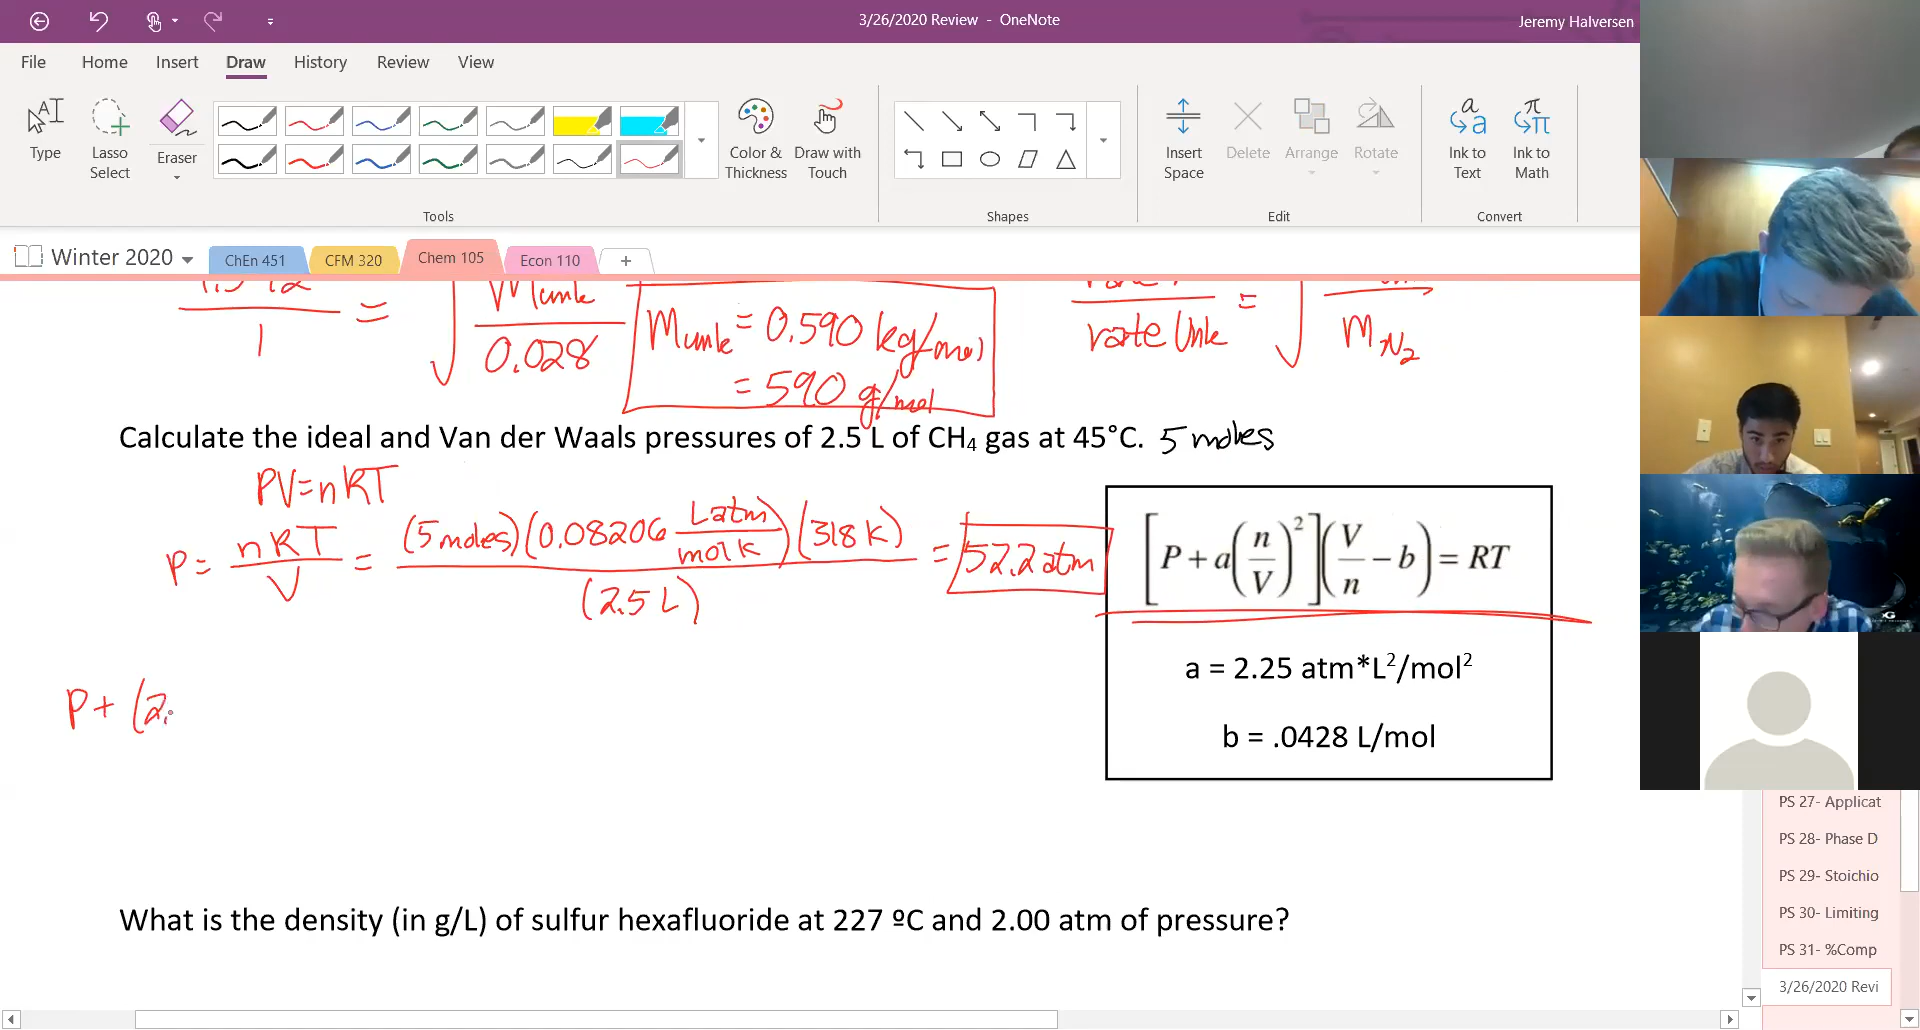 3/26/2020 Review - OneNote
Jeremy Halversen
File Home Insert Draw History Review View
Type
Lasso Select
Eraser
Color & Thickness
Draw with Touch
Insert Space
Delete
Arrange
Rotate
Ink to Text
Ink to Math
Tools
Shapes
Edit
Convert
Winter 2020
ChEn 451
CFM 320
Chem 105
Econ 110
+
1 = √ Munk / 0.028
Munk = 0.590 kg/mol
= 590 g/mol
rate Unk = √ M N₂
Calculate the ideal and Van der Waals pressures of 2.5 L of CH₄ gas at 45°C. 5 moles
PV=nRT
P = nRT/V = (5 moles)(0.08206 L atm/mol K)(318 K)/(2.5 L) = 52.2 atm
[P + a(n/V)²](V/n − b) = RT
a = 2.25 atm*L²/mol²
b = .0428 L/mol
P + (2.
What is the density (in g/L) of sulfur hexafluoride at 227 ºC and 2.00 atm of pressure?
PS 27- Applicat
PS 28- Phase D
PS 29- Stoichio
PS 30- Limiting
PS 31- %Comp
3/26/2020 Revi